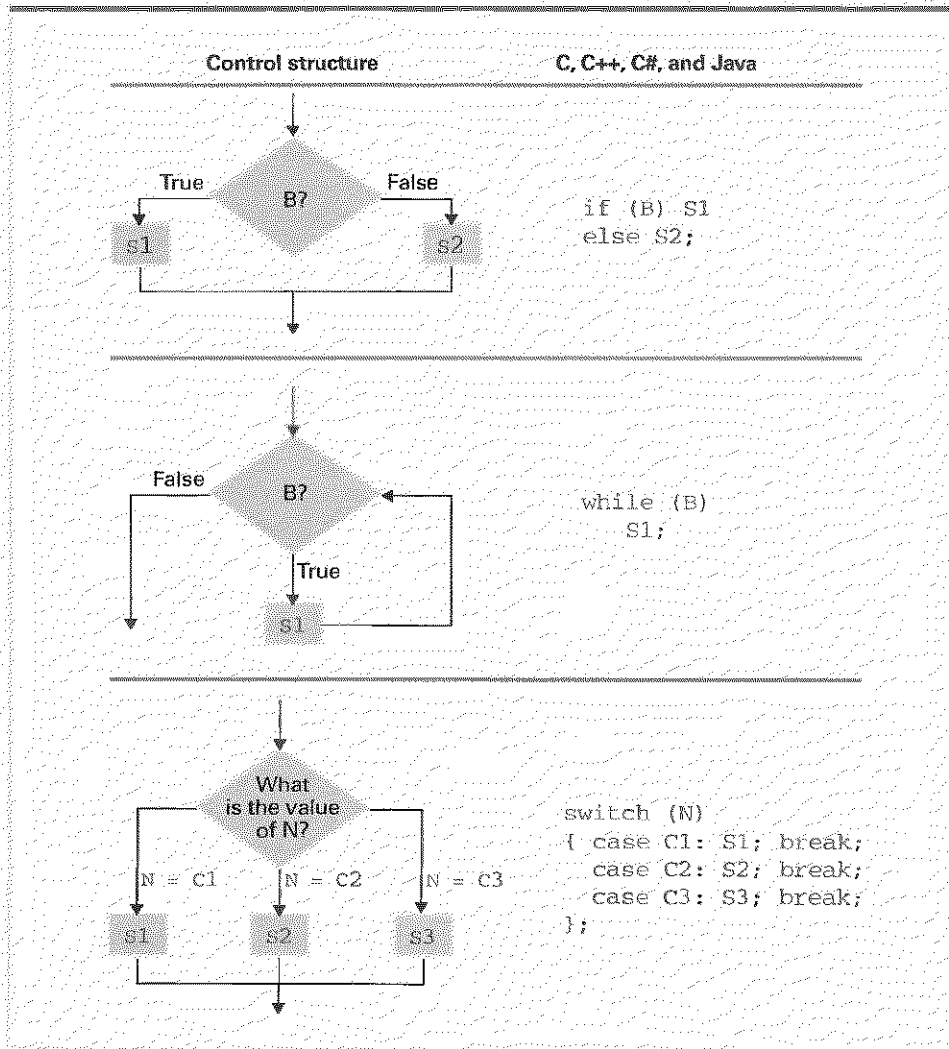 Control structure C, C++, C#, and Java
B?
True False
s1 s2
if (B) S1
else S2;
B?
False
True
s1
while (B)
S1;
What
is the value
of N?
N = C1 N = C2 N = C3
s1 s2 s3
switch (N)
{ case C1: S1; break;
case C2: S2; break;
case C3: S3; break;
};